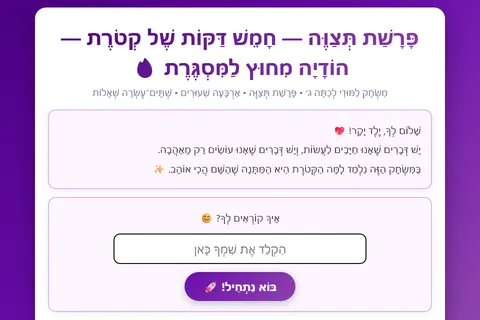 פָּרָשַׁת תְּצַוֶּה — חָמֵשׁ דַּקּוֹת שֶׁל קְטֹרֶת —
הוֹדָיָה מִחוּץ לַמִּסְגֶּרֶת
מִשְׂחָק לִמּוּדִי לְכִתָּה ג׳ • פָּרָשַׁת תְּצַוֶּה • אַרְבָּעָה שִׁעוּרִים • שְׁתֵּים־עֶשְׂרֵה שְׁאֵלוֹת
שָׁלוֹם לְךָ, יֶלֶד יָקָר!
יֵשׁ דְּבָרִים שֶׁאָנוּ חַיָּבִים לַעֲשׂוֹת, וְיֵשׁ דְּבָרִים שֶׁאָנוּ עוֹשִׂים רַק מֵאַהֲבָה.
בַּמִּשְׂחָק הַזֶּה נִלְמַד לָמָּה הַקְּטֹרֶת הִיא הַמַּתָּנָה שֶׁהַשֵּׁם הֲכִי אוֹהֵב.
אֵיךְ קוֹרְאִים לְךָ?
הַקְלֵד אֶת שִׁמְךָ כָּאן
בּוֹא נַתְחִיל!